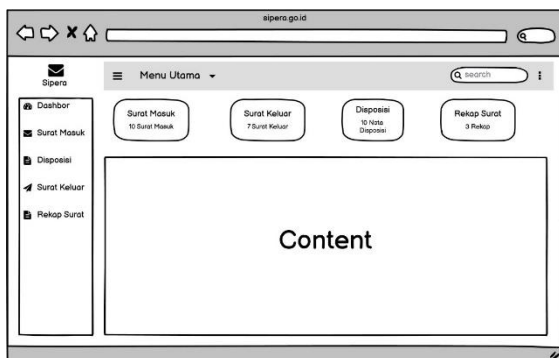 sipera.go.id
Sipera
Menu Utama
search
Dashbor
Surat Masuk
Disposisi
Surat Keluar
Rekap Surat
Surat Masuk
10 Surat Masuk
Surat Keluar
7 Surat Keluar
Disposisi
10 Nota
Disposisi
Rekap Surat
3 Rekap
Content